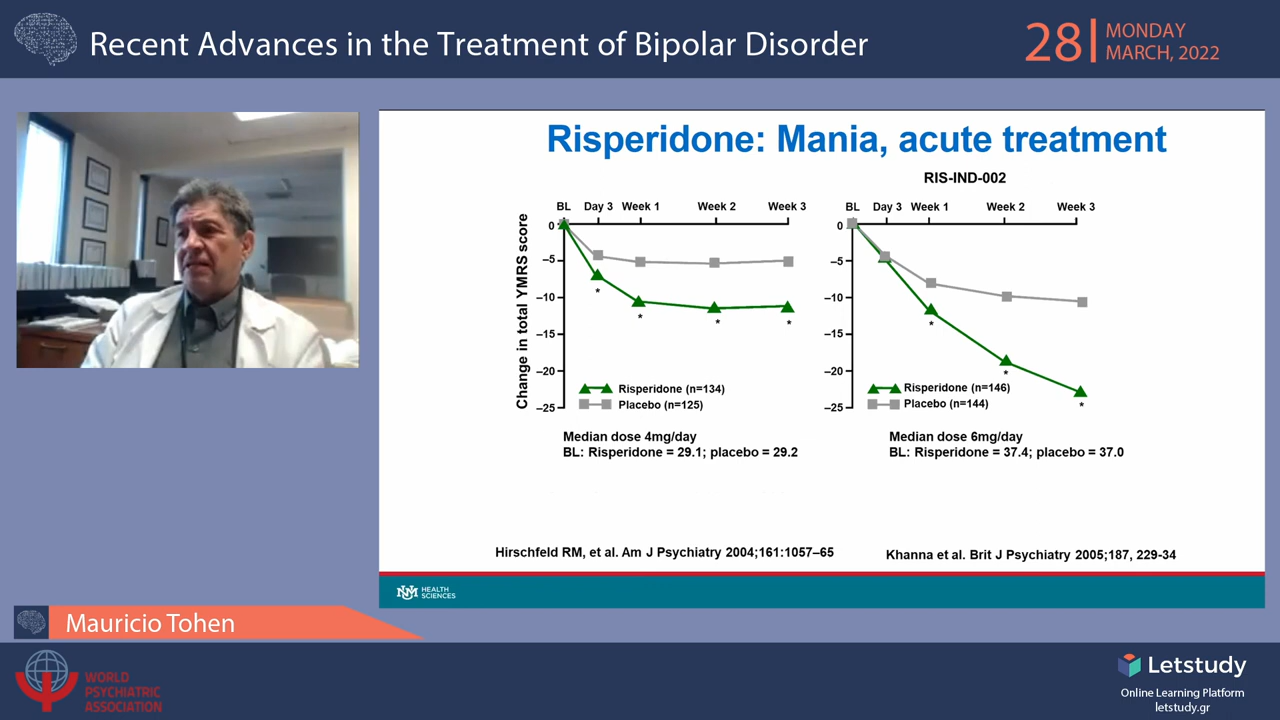 Recent Advances in the Treatment of Bipolar Disorder
28
MONDAY
MARCH, 2022
Risperidone: Mania, acute treatment
RIS-IND-002
Change in total YMRS score
BL Day 3 Week 1 Week 2 Week 3
0
–5
–10
–15
–20
–25
* * * *
Risperidone (n=134)
Placebo (n=125)
Median dose 4mg/day
BL: Risperidone = 29.1; placebo = 29.2
BL Day 3 Week 1 Week 2 Week 3
0
–5
–10
–15
–20
–25
* * *
Risperidone (n=146)
Placebo (n=144)
Median dose 6mg/day
BL: Risperidone = 37.4; placebo = 37.0
Hirschfeld RM, et al. Am J Psychiatry 2004;161:1057–65
Khanna et al. Brit J Psychiatry 2005;187, 229-34
UNM HEALTH
SCIENCES
Mauricio Tohen
WORLD
PSYCHIATRIC
ASSOCIATION
Letstudy
Online Learning Platform
letstudy.gr